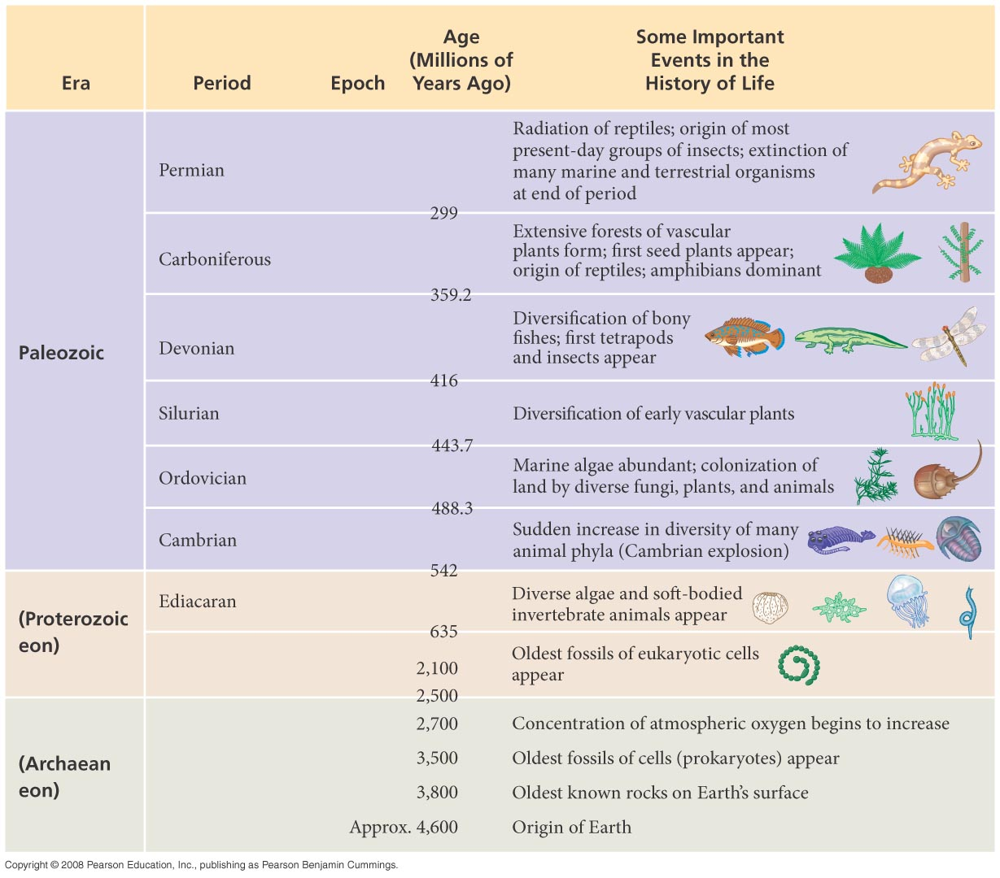 Era
Period
Epoch
Age
(Millions of
Years Ago)
Some Important
Events in the
History of Life
Paleozoic
Permian
Radiation of reptiles; origin of most
present-day groups of insects; extinction of
many marine and terrestrial organisms
at end of period
299
Carboniferous
Extensive forests of vascular
plants form; first seed plants appear;
origin of reptiles; amphibians dominant
359.2
Devonian
Diversification of bony
fishes; first tetrapods
and insects appear
416
Silurian
Diversification of early vascular plants
443.7
Ordovician
Marine algae abundant; colonization of
land by diverse fungi, plants, and animals
488.3
Cambrian
Sudden increase in diversity of many
animal phyla (Cambrian explosion)
542
(Proterozoic
eon)
Ediacaran
Diverse algae and soft-bodied
invertebrate animals appear
635
2,100
Oldest fossils of eukaryotic cells
appear
2,500
(Archaean
eon)
2,700
Concentration of atmospheric oxygen begins to increase
3,500
Oldest fossils of cells (prokaryotes) appear
3,800
Oldest known rocks on Earth's surface
Approx. 4,600
Origin of Earth
Copyright © 2008 Pearson Education, Inc., publishing as Pearson Benjamin Cummings.